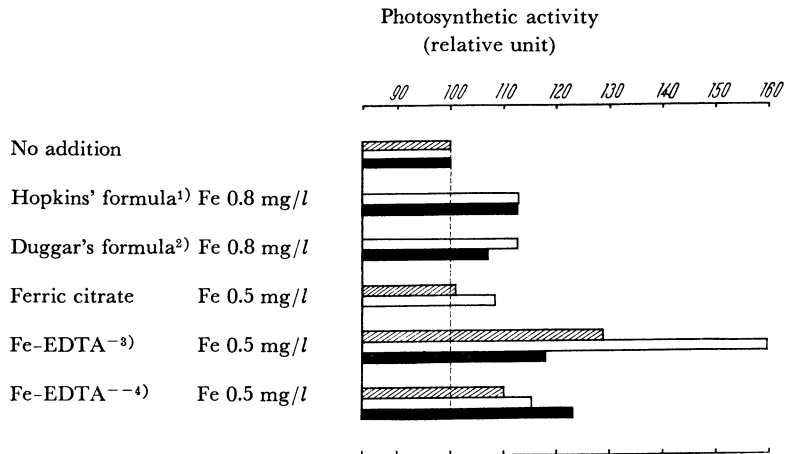 Photosynthetic activity
(relative unit)
90 100 110 120 130 140 150 160
No addition
Hopkins' formula¹⁾ Fe 0.8 mg/l
Duggar's formula²⁾ Fe 0.8 mg/l
Ferric citrate Fe 0.5 mg/l
Fe-EDTA⁻³⁾ Fe 0.5 mg/l
Fe-EDTA⁻⁻⁴⁾ Fe 0.5 mg/l